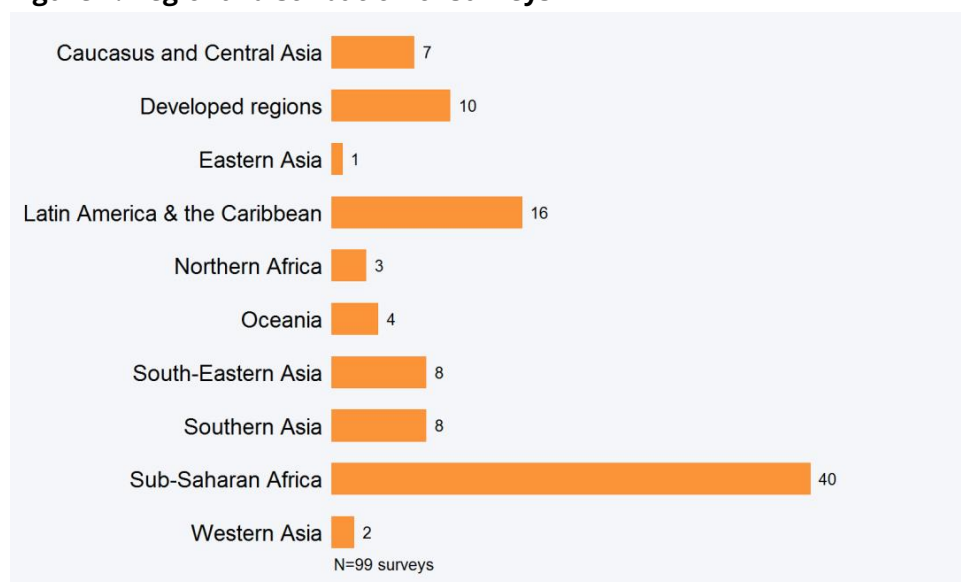 Caucasus and Central Asia 7
Developed regions 10
Eastern Asia 1
Latin America & the Caribbean 16
Northern Africa 3
Oceania 4
South-Eastern Asia 8
Southern Asia 8
Sub-Saharan Africa 40
Western Asia 2
N=99 surveys